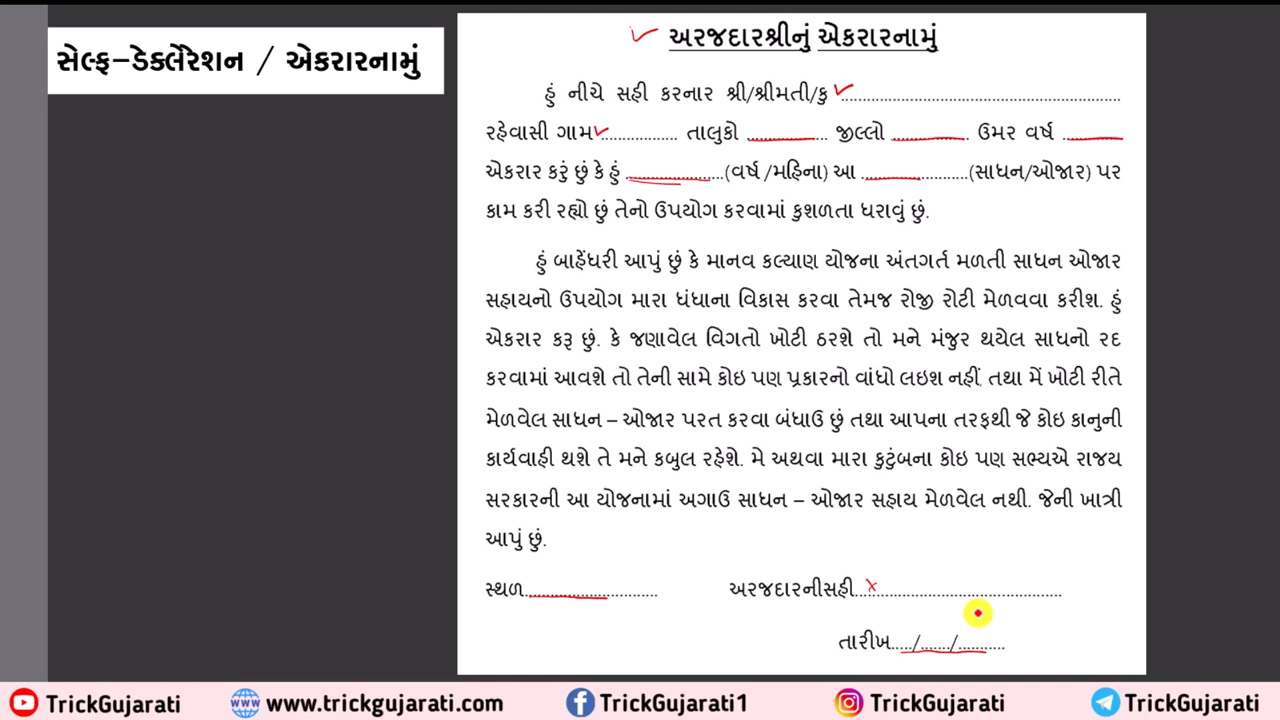 સેલ્ફ-ડેક્લેરેશન / એકરારનામું
અરજદારશ્રીનું એકરારનામું
હું નીચે સહી કરનાર શ્રી/શ્રીમતી/કુ..............................
રહેવાસી ગામ................ તાલુકો ................ જીલ્લો ................ ઉમર વર્ષ ............
એકરાર કરું છું કે હું ....................(વર્ષ /મહિના) આ ....................(સાધન/ઓજાર) પર
કામ કરી રહ્યો છું તેનો ઉપયોગ કરવામાં કુશળતા ધરાવું છું.
હું બાહેંધરી આપું છું કે માનવ કલ્યાણ યોજના અંતગર્ત મળતી સાધન ઓજાર
સહાયનો ઉપયોગ મારા ધંધાના વિકાસ કરવા તેમજ રોજી રોટી મેળવવા કરીશ. હું
એકરાર કરૂ છું. કે જણાવેલ વિગતો ખોટી ઠરશે તો મને મંજુર થયેલ સાધનો રદ
કરવામાં આવશે તો તેની સામે કોઇ પણ પ્રકારનો વાંધો લઇશ નહીં, તથા મેં ખોટી રીતે
મેળવેલ સાધન – ઓજાર પરત કરવા બંધાઉ છું તથા આપના તરફથી જે કોઇ કાનુની
કાર્યવાહી થશે તે મને કબુલ રહેશે. મે અથવા મારા કુટુંબના કોઇ પણ સભ્યએ રાજય
સરકારની આ યોજનામાં અગાઉ સાધન – ઓજાર સહાય મેળવેલ નથી. જેની ખાત્રી
આપું છું.
સ્થળ.......................... અરજદારનીસહી........................................
તારીખ..../....../.........
TrickGujarati www.trickgujarati.com TrickGujarati1 TrickGujarati TrickGujarati